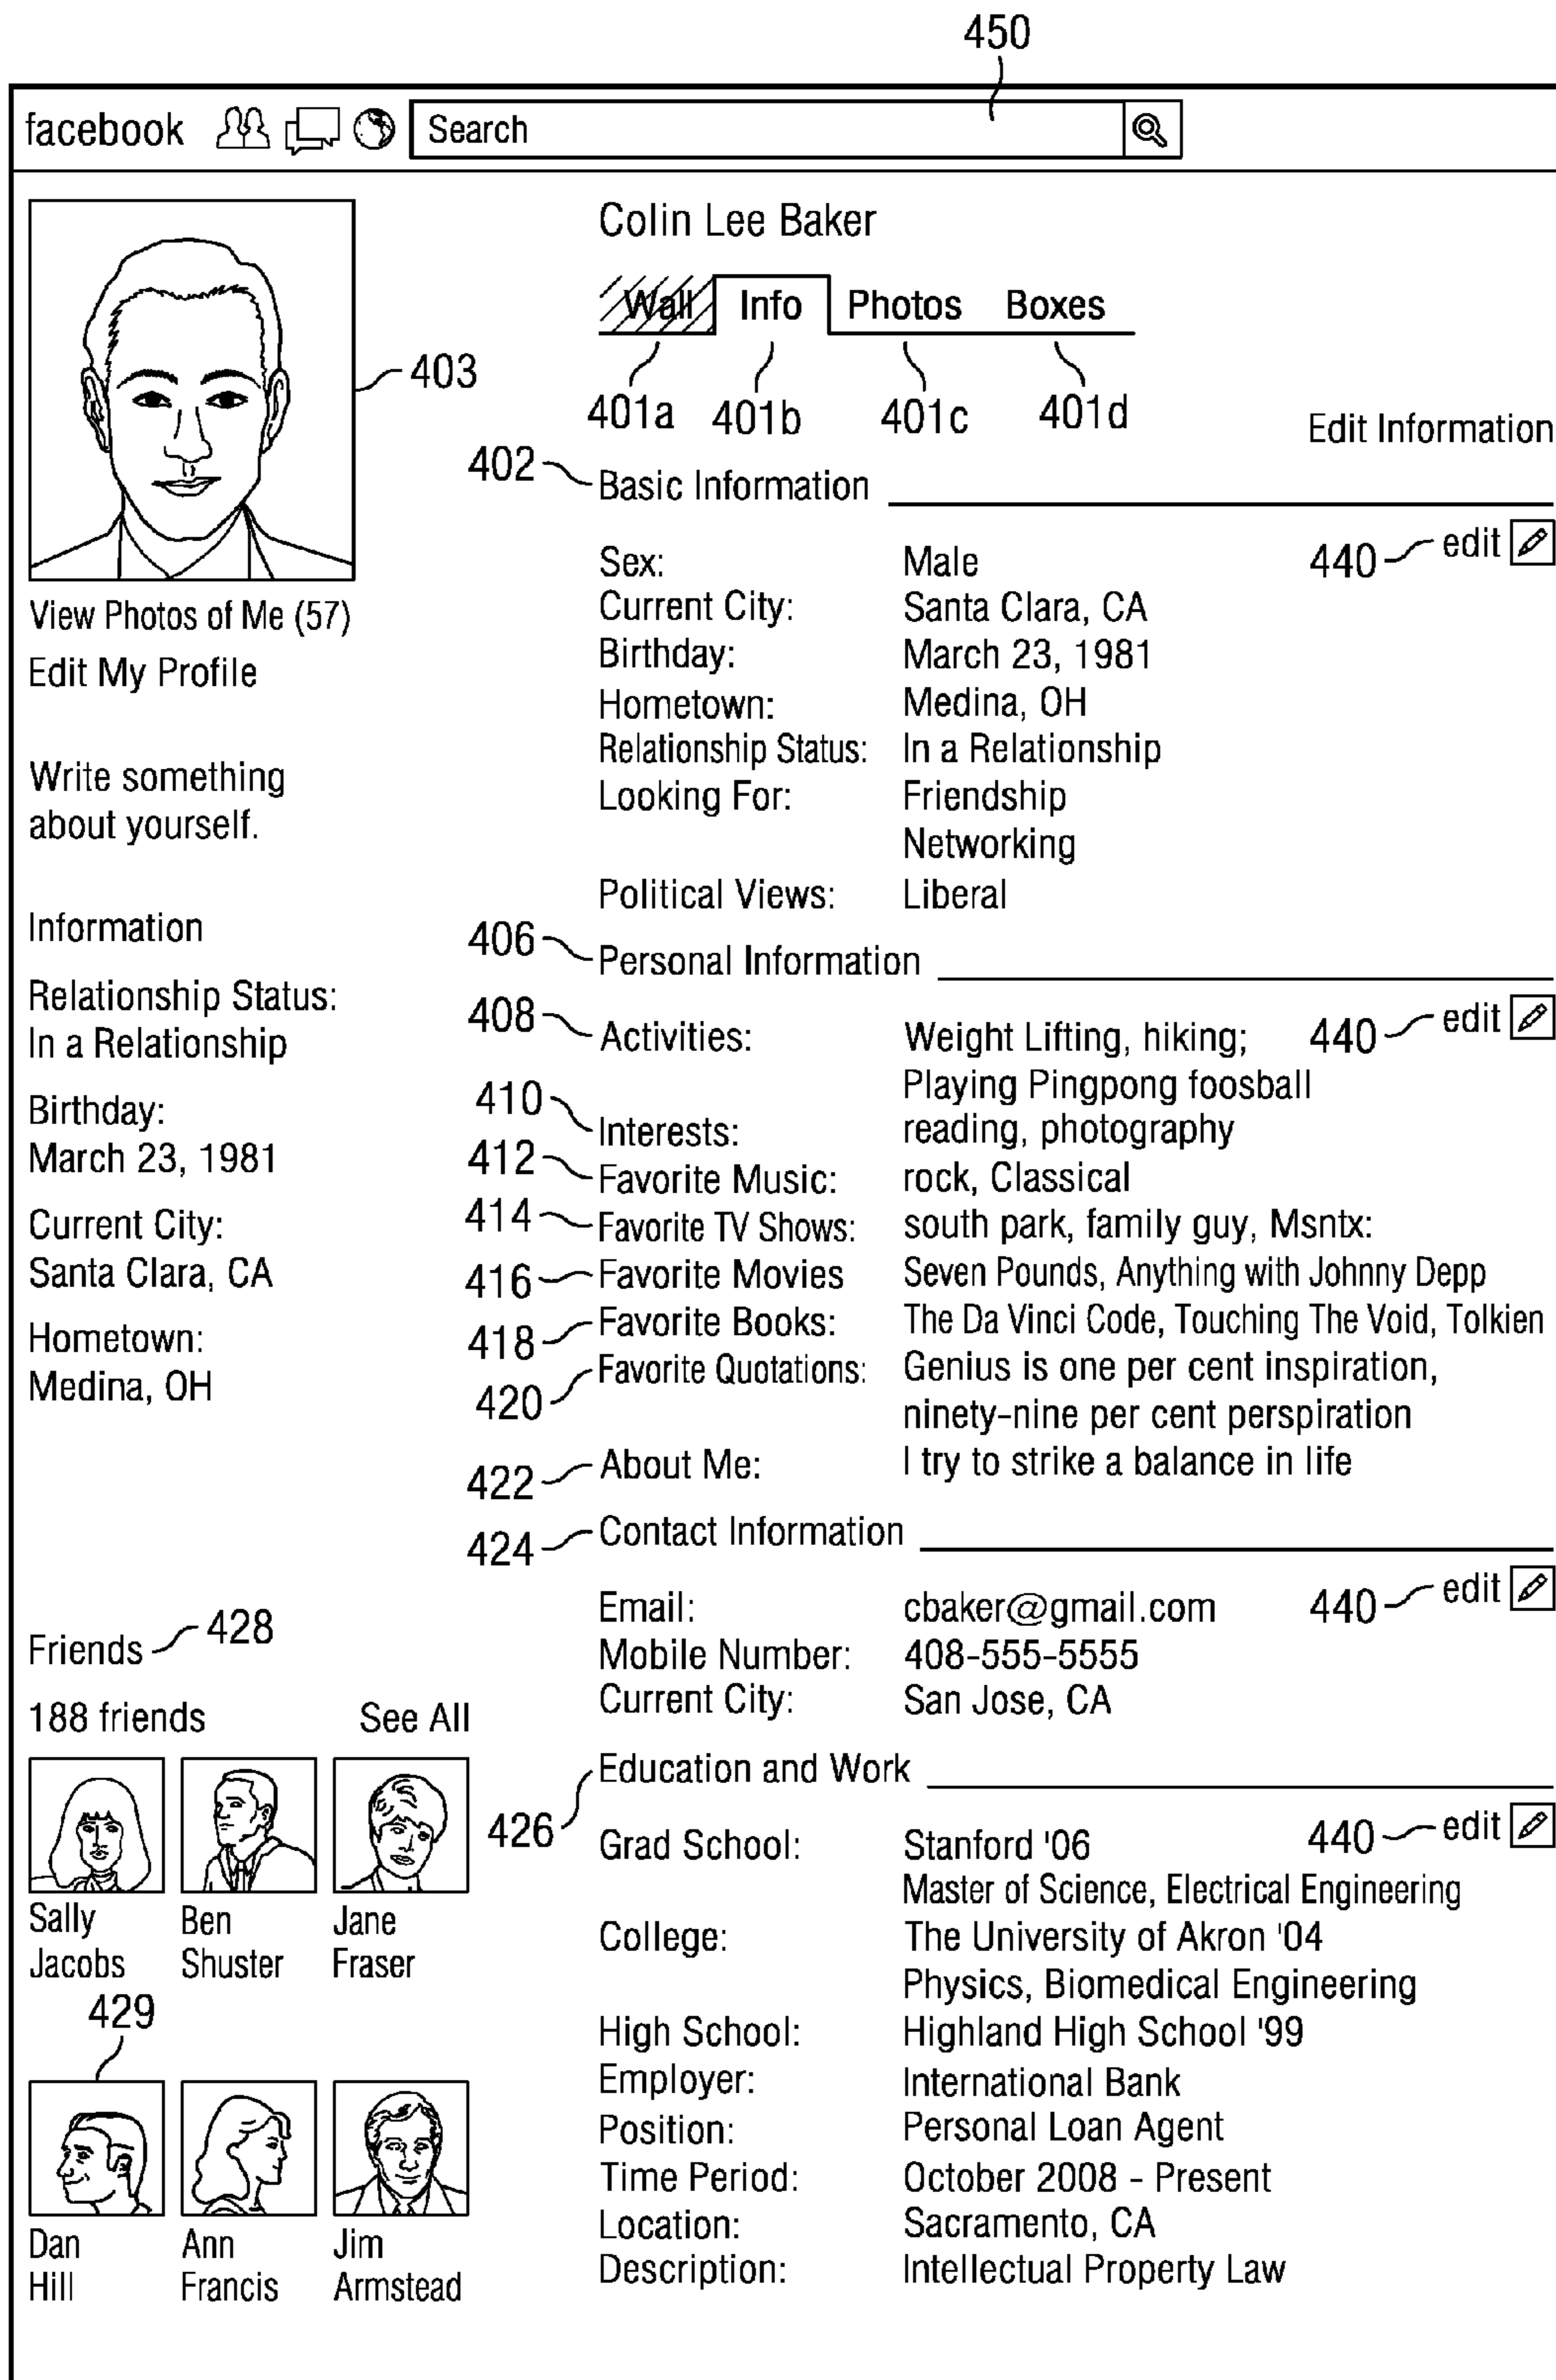 450
facebook Search
Colin Lee Baker
Wall Info Photos Boxes
403
401a 401b 401c 401d
Edit Information
View Photos of Me (57)
Edit My Profile
Write something
about yourself.
Information
Relationship Status:
In a Relationship
Birthday:
March 23, 1981
Current City:
Santa Clara, CA
Hometown:
Medina, OH
Friends 428
188 friends See All
Sally Ben Jane
Jacobs Shuster Fraser
429
Dan Ann Jim
Hill Francis Armstead
402 Basic Information
440 edit
Sex: Male
Current City: Santa Clara, CA
Birthday: March 23, 1981
Hometown: Medina, OH
Relationship Status: In a Relationship
Looking For: Friendship
Networking
Political Views: Liberal
406 Personal Information
440 edit
408 Activities: Weight Lifting, hiking;
Playing Pingpong foosball
410 Interests: reading, photography
412 Favorite Music: rock, Classical
414 Favorite TV Shows: south park, family guy, Msntx:
416 Favorite Movies Seven Pounds, Anything with Johnny Depp
418 Favorite Books: The Da Vinci Code, Touching The Void, Tolkien
420 Favorite Quotations: Genius is one per cent inspiration,
ninety-nine per cent perspiration
422 About Me: I try to strike a balance in life
424 Contact Information
440 edit
Email: cbaker@gmail.com
Mobile Number: 408-555-5555
Current City: San Jose, CA
426 Education and Work
440 edit
Grad School: Stanford '06
Master of Science, Electrical Engineering
College: The University of Akron '04
Physics, Biomedical Engineering
High School: Highland High School '99
Employer: International Bank
Position: Personal Loan Agent
Time Period: October 2008 - Present
Location: Sacramento, CA
Description: Intellectual Property Law